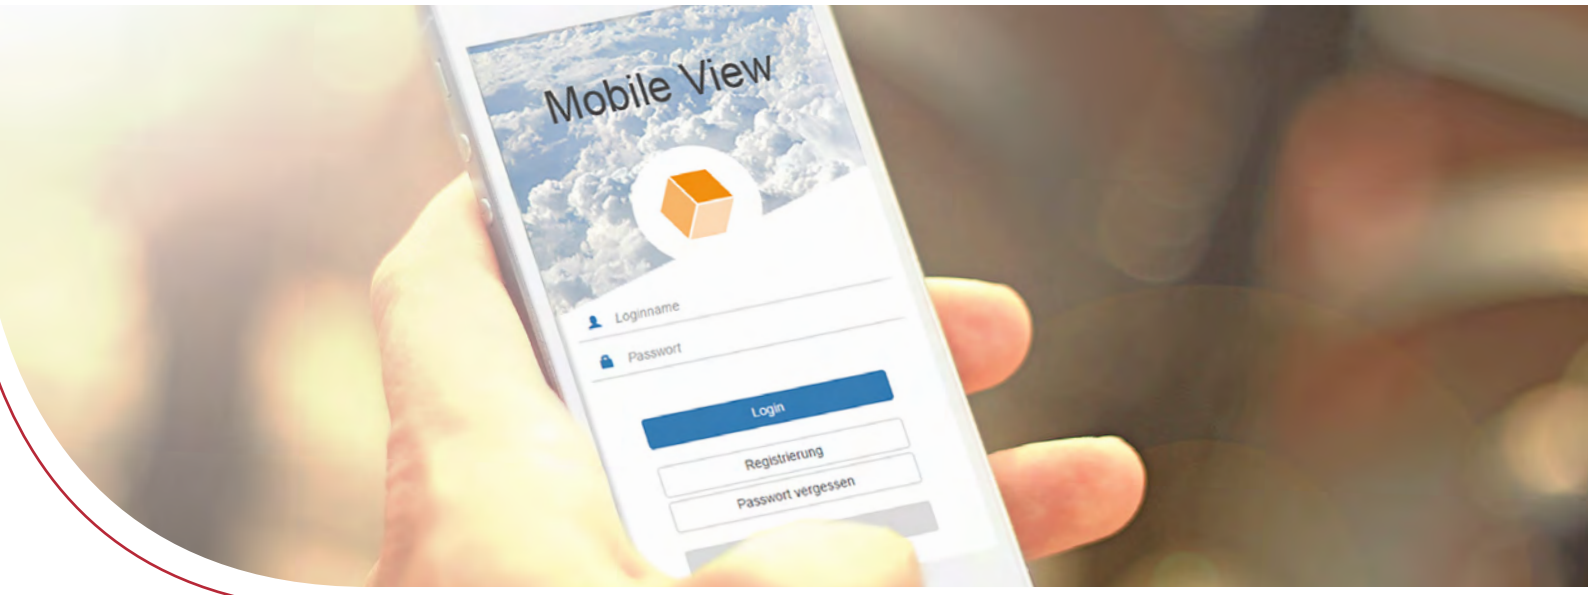 Mobile View
Loginname
Passwort
Login
Registrierung
Passwort vergessen